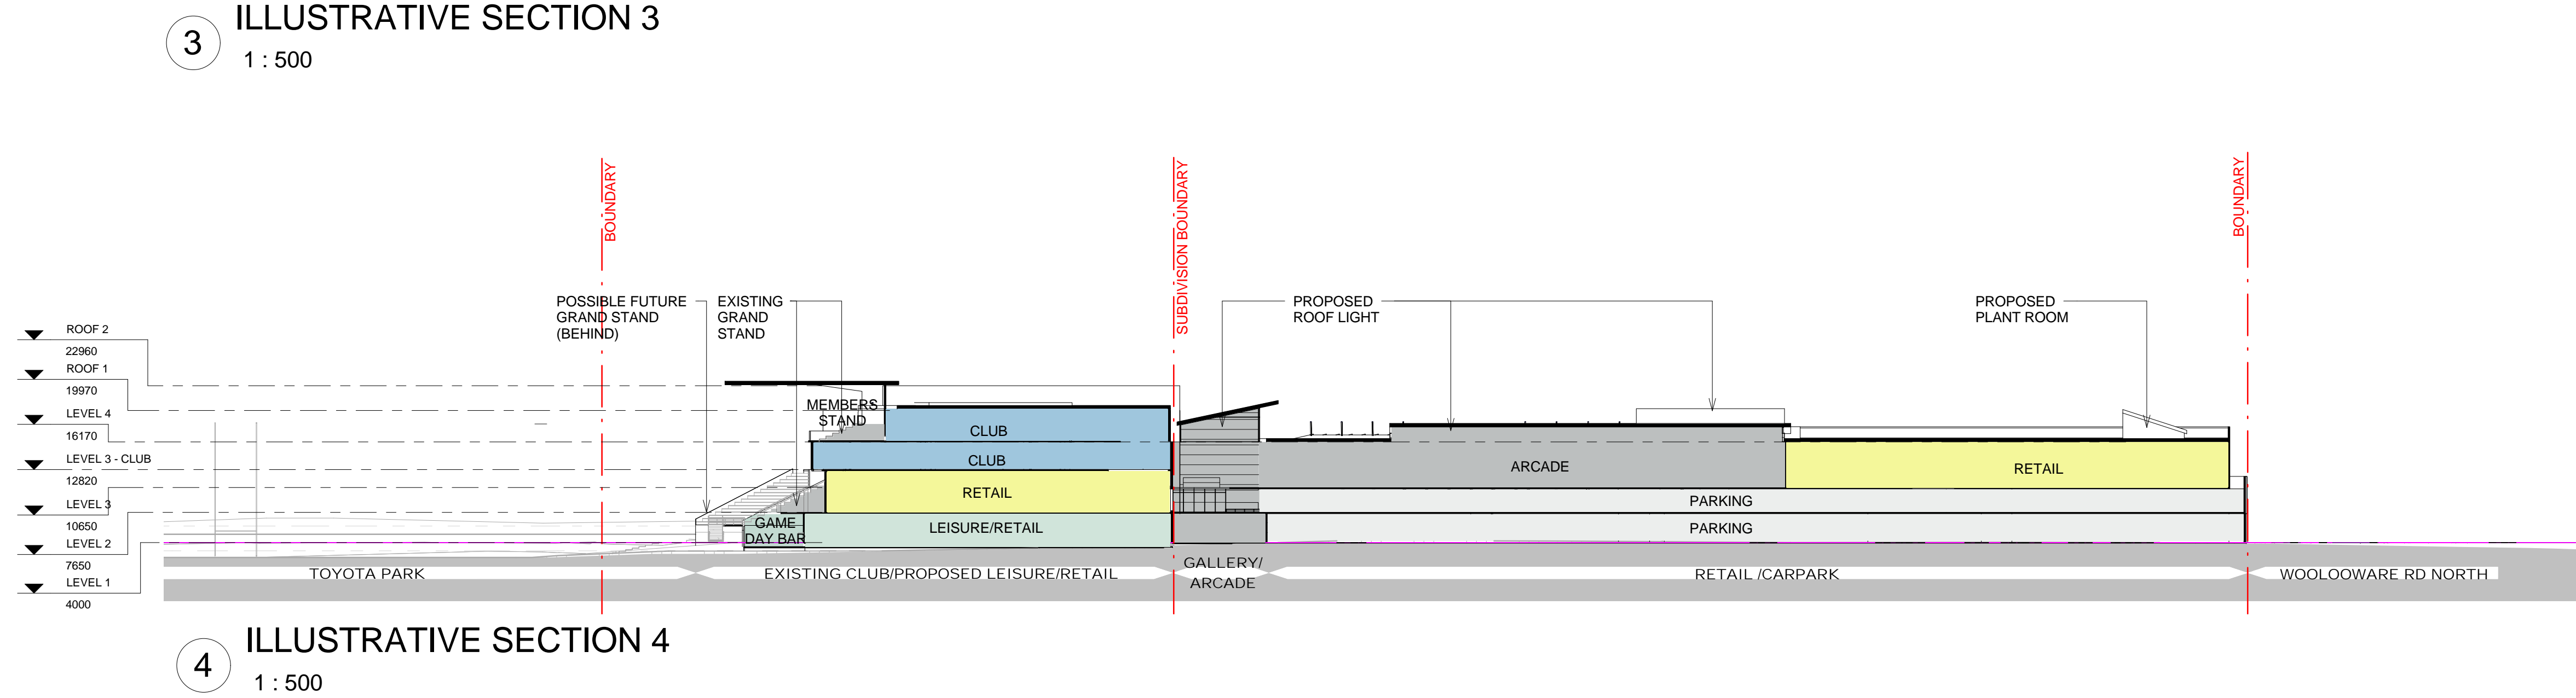 3
ILLUSTRATIVE SECTION 3
1 : 500
BOUNDARY
SUBDIVISION BOUNDARY
BOUNDARY
POSSIBLE FUTURE
GRAND STAND
(BEHIND)
EXISTING
GRAND
STAND
PROPOSED
ROOF LIGHT
PROPOSED
PLANT ROOM
ROOF 2
22960
ROOF 1
19970
LEVEL 4
16170
LEVEL 3 - CLUB
12820
LEVEL 3
10650
LEVEL 2
7650
LEVEL 1
4000
MEMBERS
STAND
CLUB
CLUB
RETAIL
GAME
DAY BAR
LEISURE/RETAIL
ARCADE
RETAIL
PARKING
PARKING
TOYOTA PARK
EXISTING CLUB/PROPOSED LEISURE/RETAIL
GALLERY/
ARCADE
RETAIL /CARPARK
WOOLOOWARE RD NORTH
4
ILLUSTRATIVE SECTION 4
1 : 500